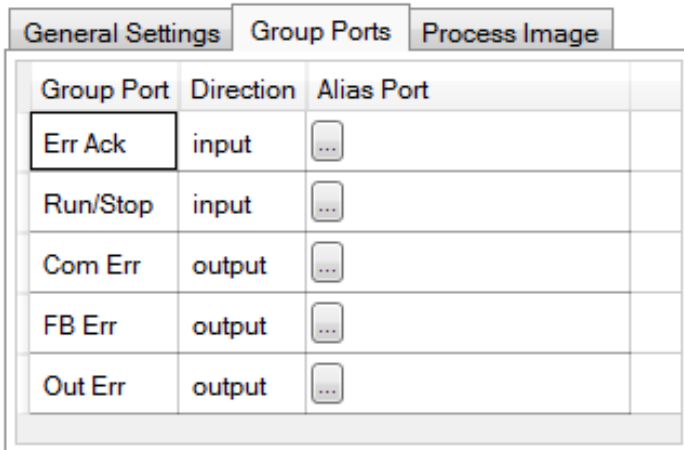 General Settings Group Ports Process Image
Group Port Direction Alias Port
Err Ack input ...
Run/Stop input ...
Com Err output ...
FB Err output ...
Out Err output ...